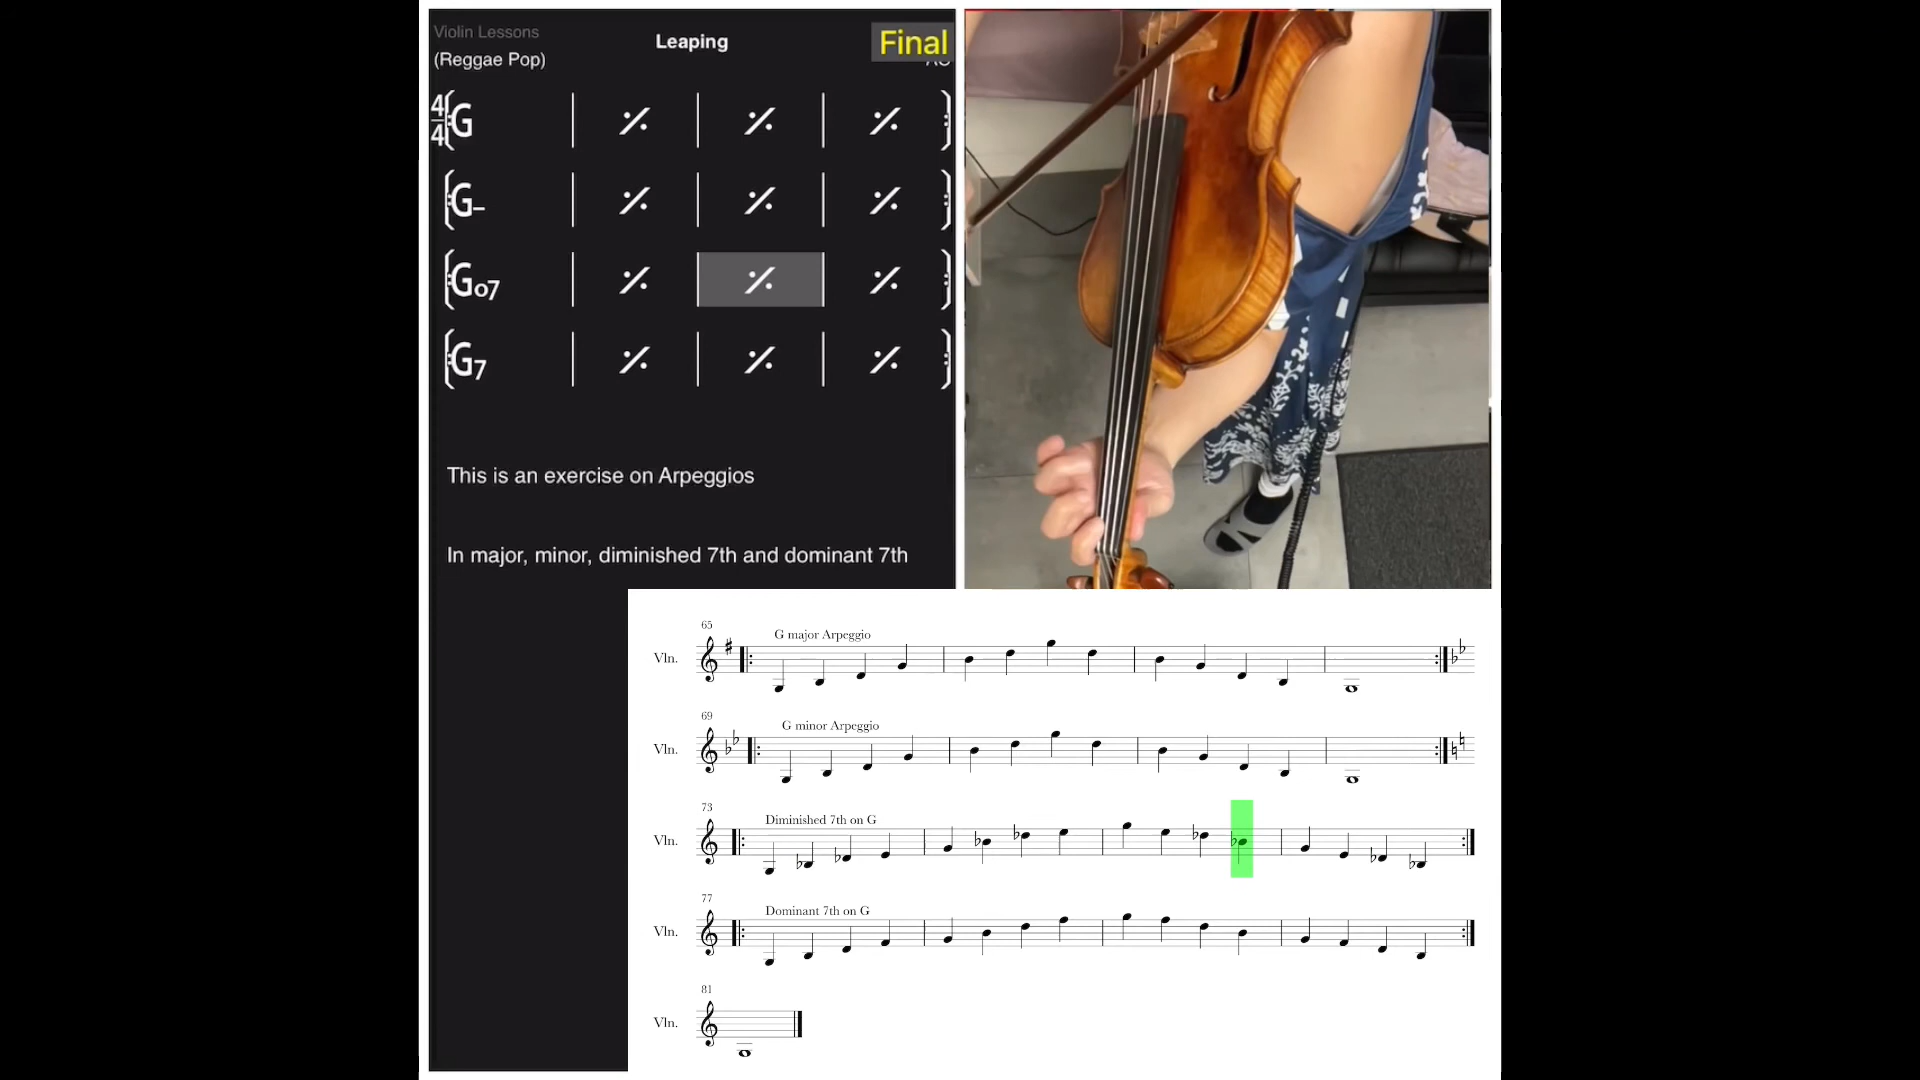 Violin Lessons
Leaping
Final
(Reggae Pop)
4/4 G
G–
Go7
G7
This is an exercise on Arpeggios
In major, minor, diminished 7th and dominant 7th
65
G major Arpeggio
Vln.
69
G minor Arpeggio
Vln.
73
Diminished 7th on G
Vln.
77
Dominant 7th on G
Vln.
81
Vln.